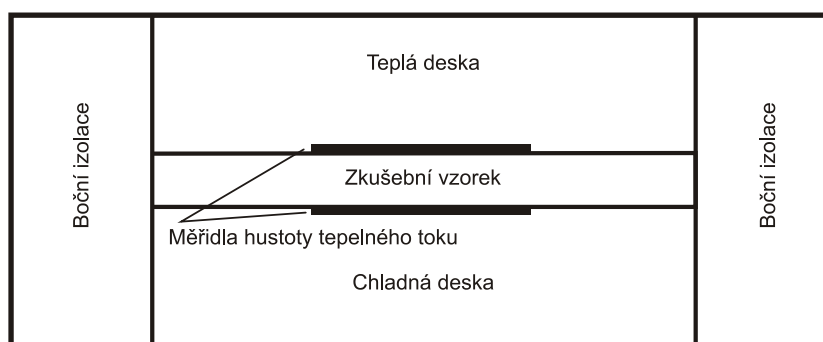 Teplá deska
Boční izolace
Zkušební vzorek
Boční izolace
Měřidla hustoty tepelného toku
Chladná deska